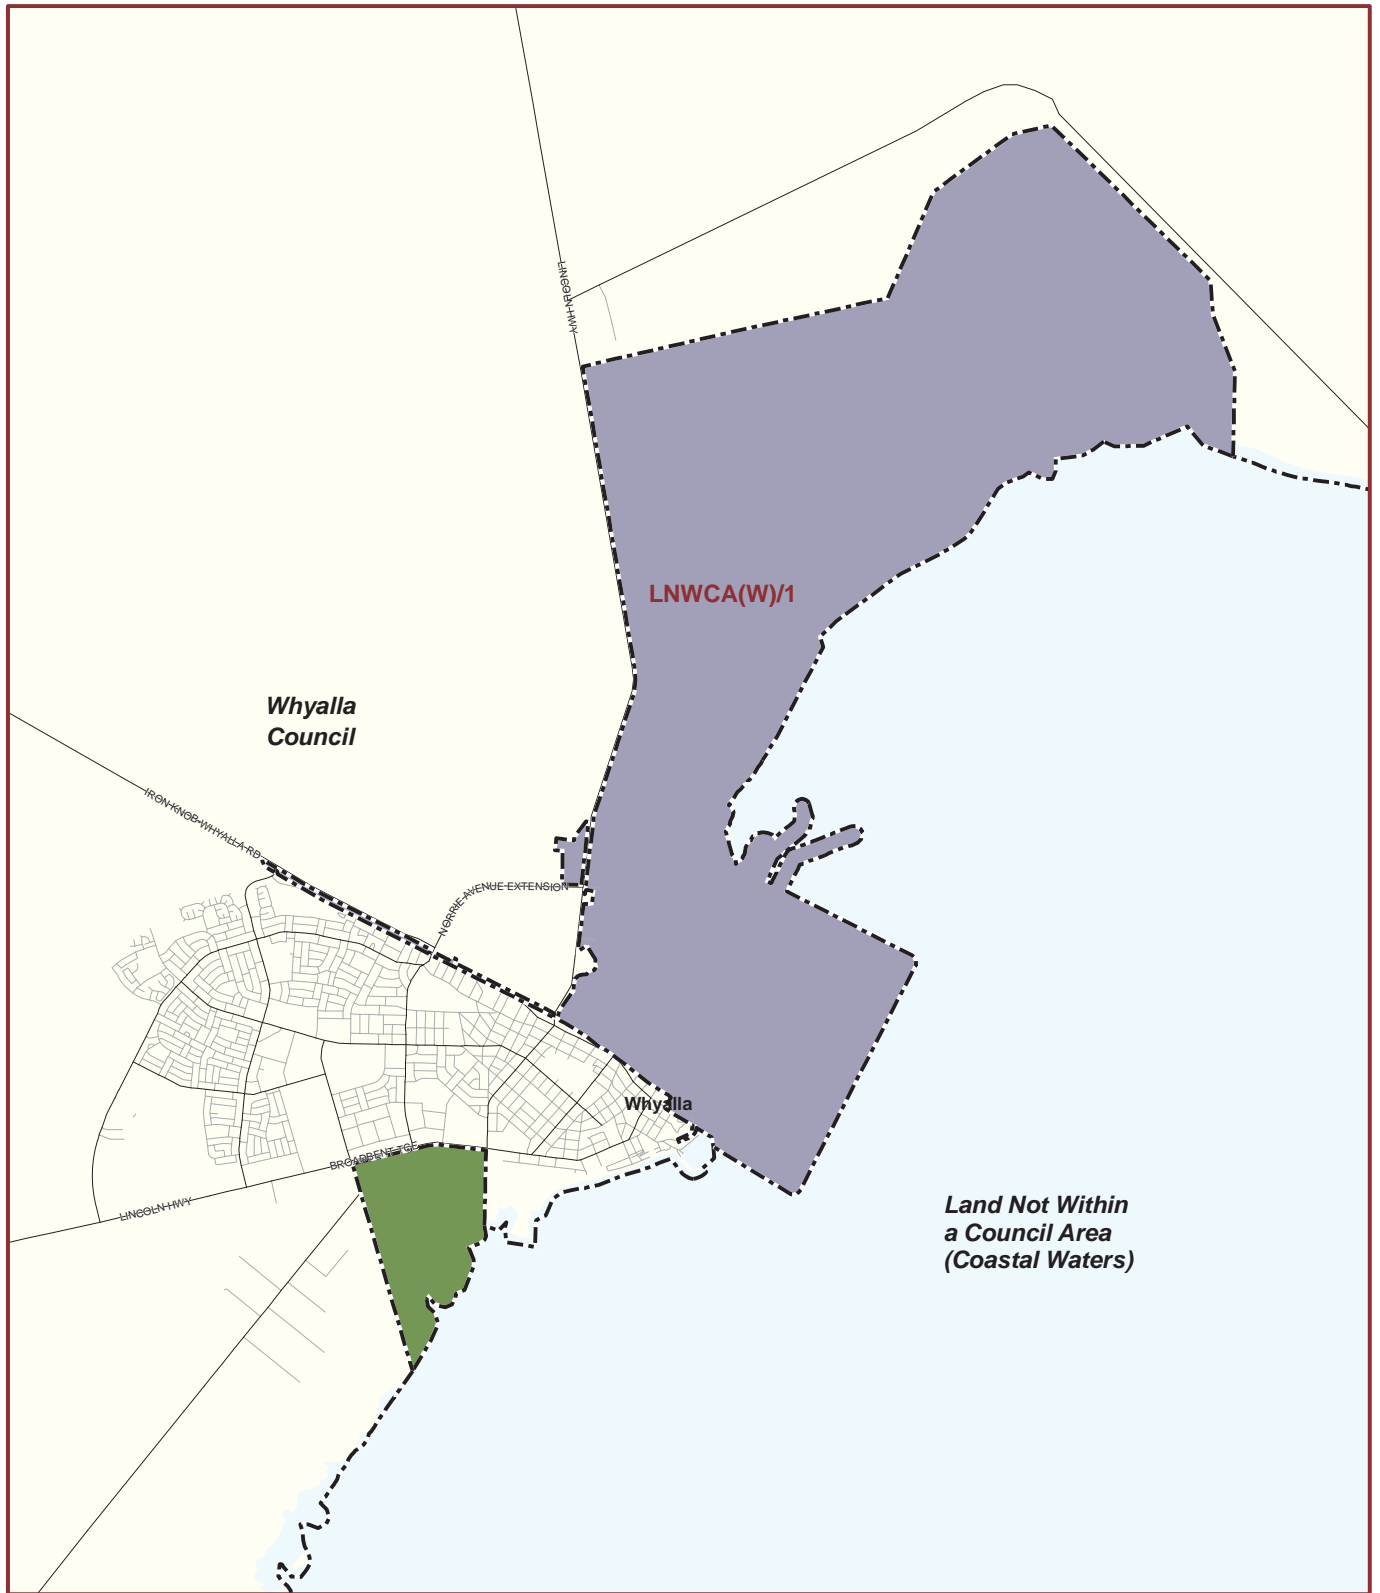 LINCOLN HWY
LNWCA(W)/1
Whyalla
Council
IRON KNOB-WHYALLA RD
NORRIE AVENUE EXTENSION
Whyalla
BROADBENT TCE
LINCOLN HWY
Land Not Within
a Council Area
(Coastal Waters)